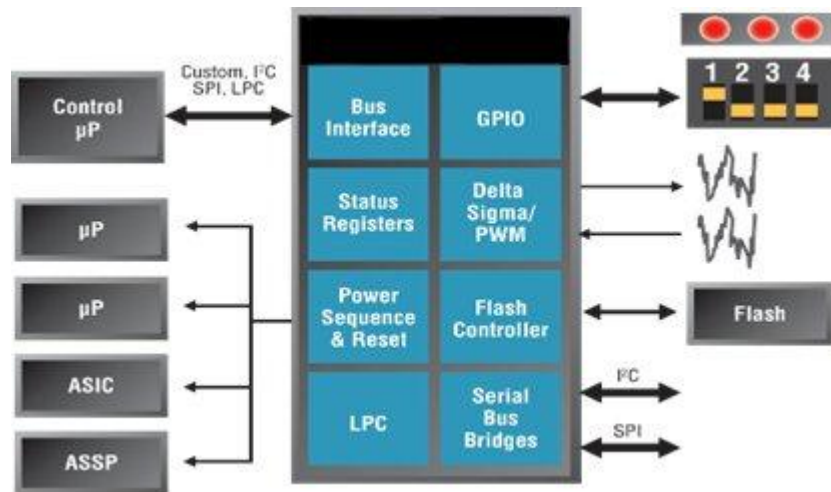 Custom, I²C
SPI, LPC
Control
µP
µP
µP
ASIC
ASSP
Bus
Interface
GPIO
Status
Registers
Delta
Sigma/
PWM
Power
Sequence
& Reset
Flash
Controller
LPC
Serial
Bus
Bridges
1 2 3 4
Flash
I²C
SPI